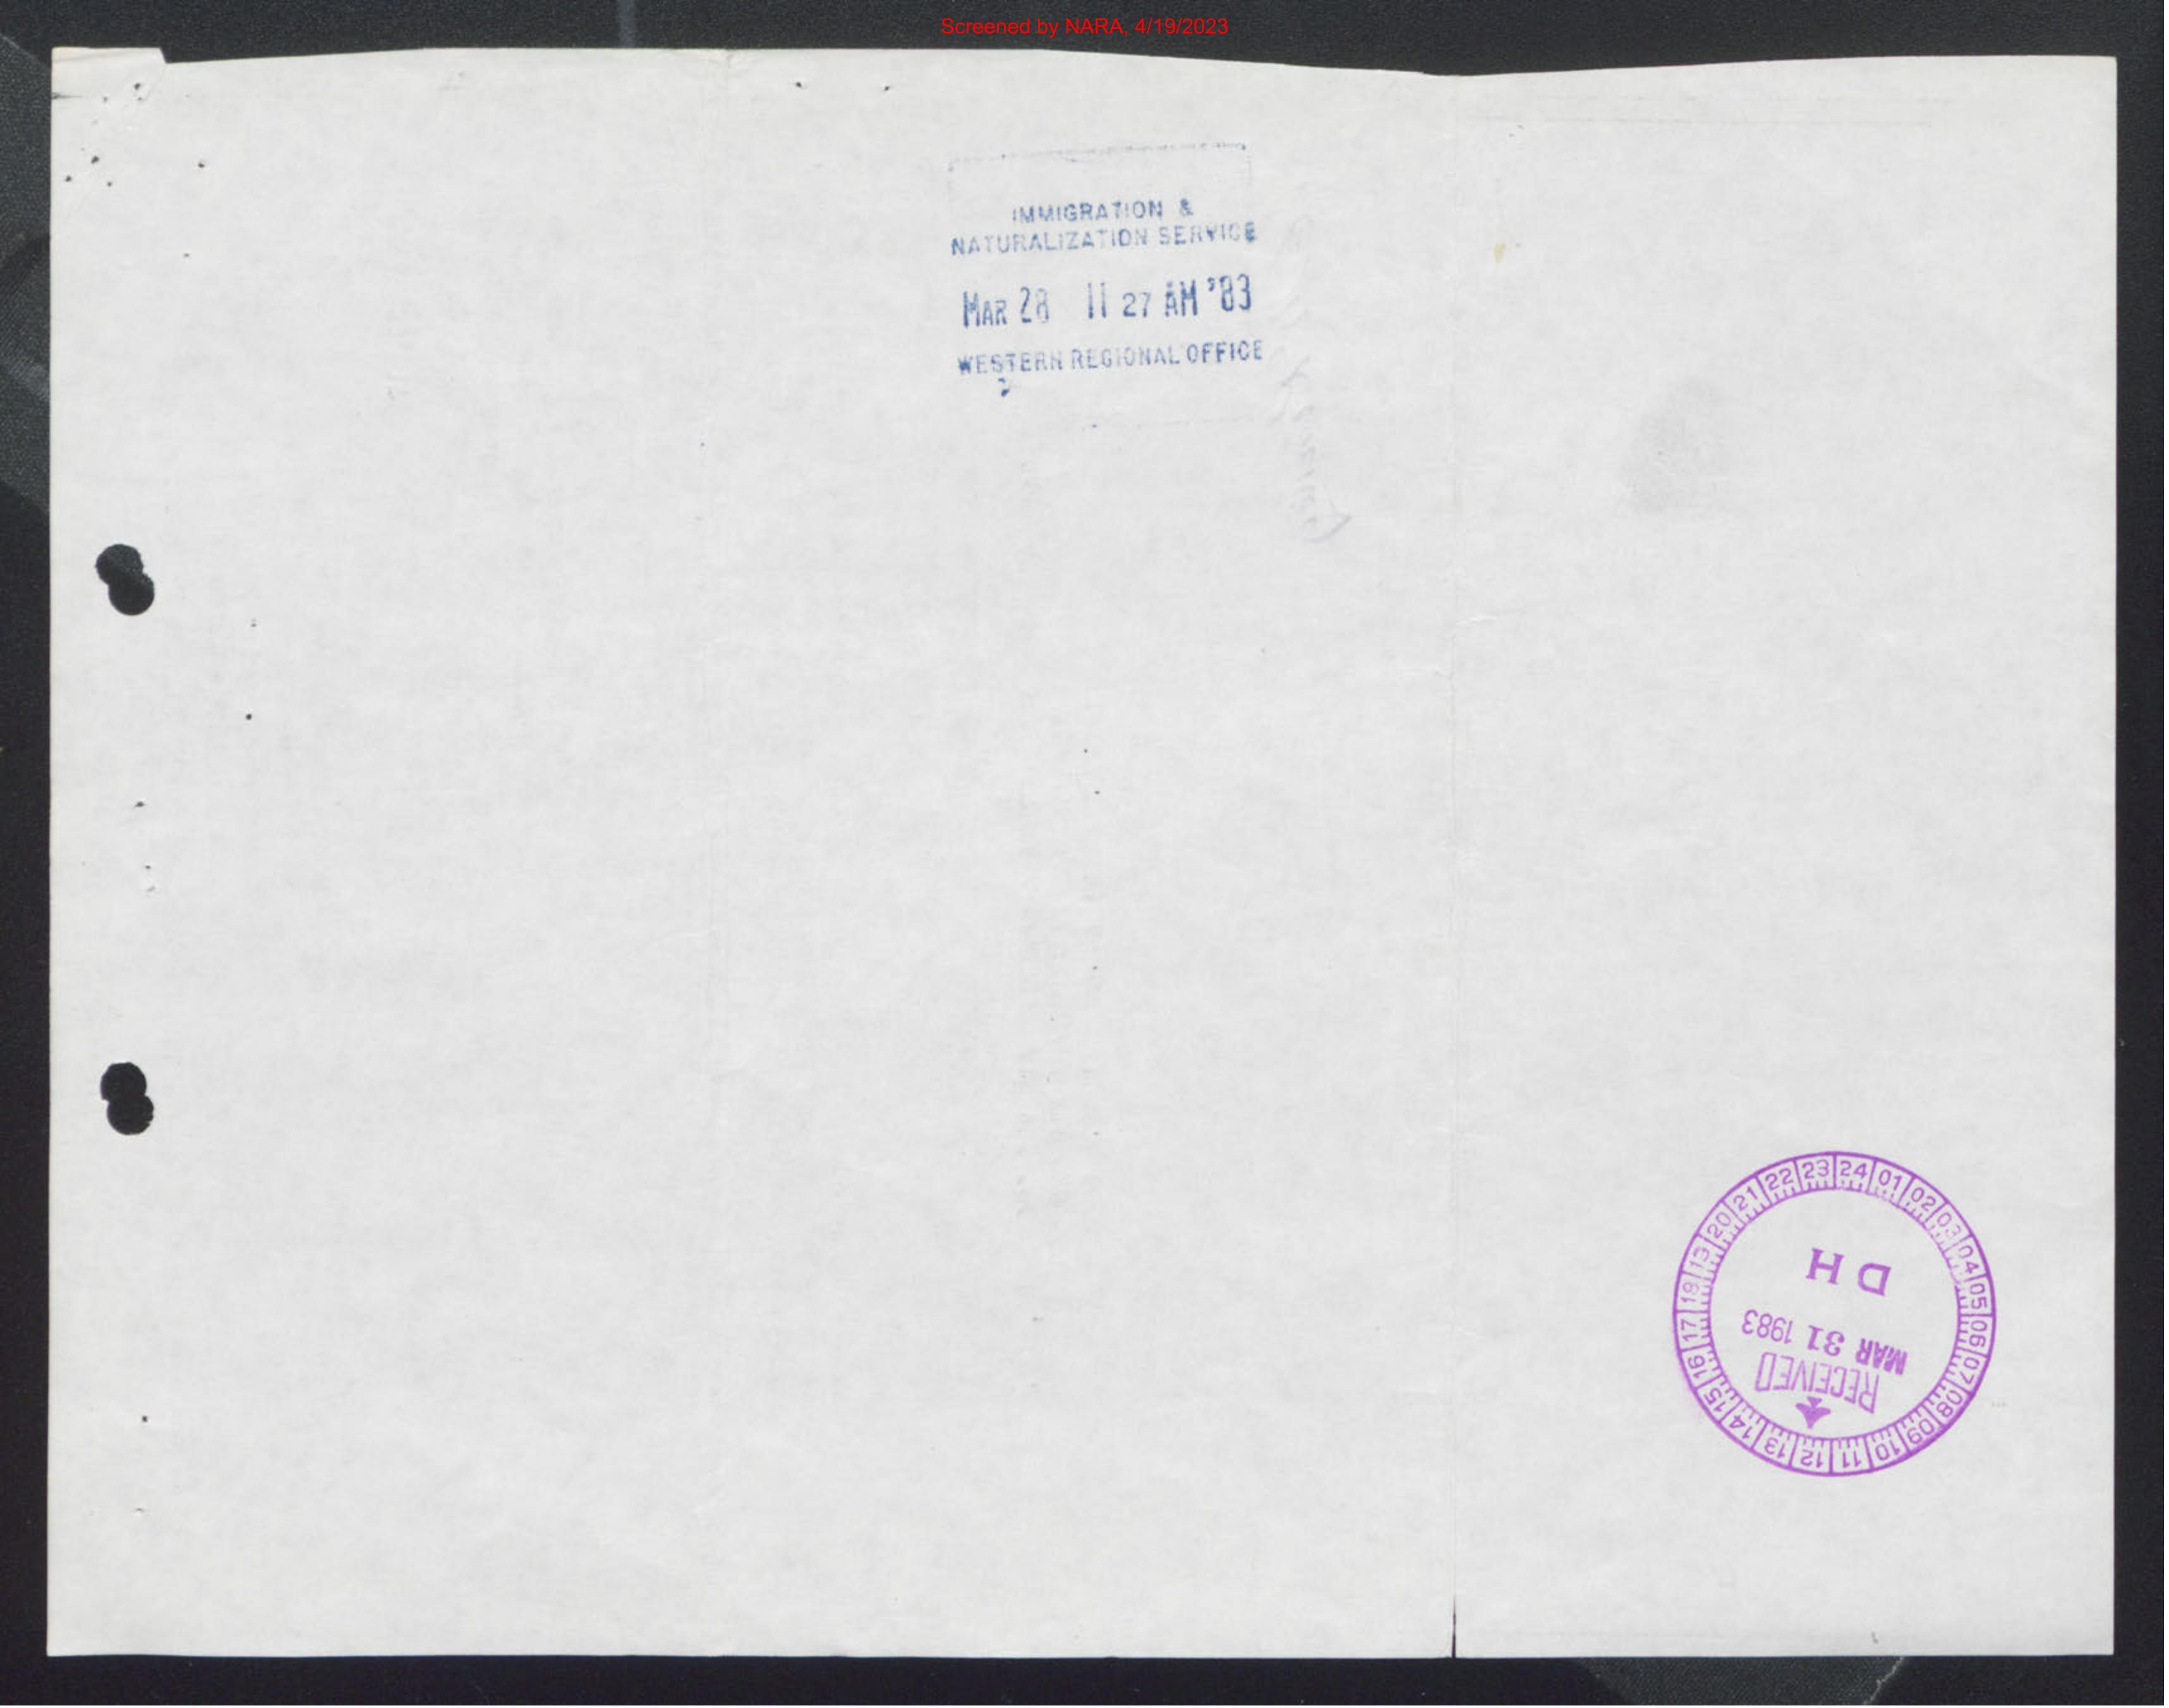 Screened by NARA, 4/19/2023
IMMIGRATION &
NATURALIZATION SERVICE
MAR 28 11 27 AM '83
WESTERN REGIONAL OFFICE
24 01 02 03 04 05 06 07 08 09 10 11 12 13 14 15 16 17 18 19 20 21 22 23
RECEIVED
MAR 31 1983
DH